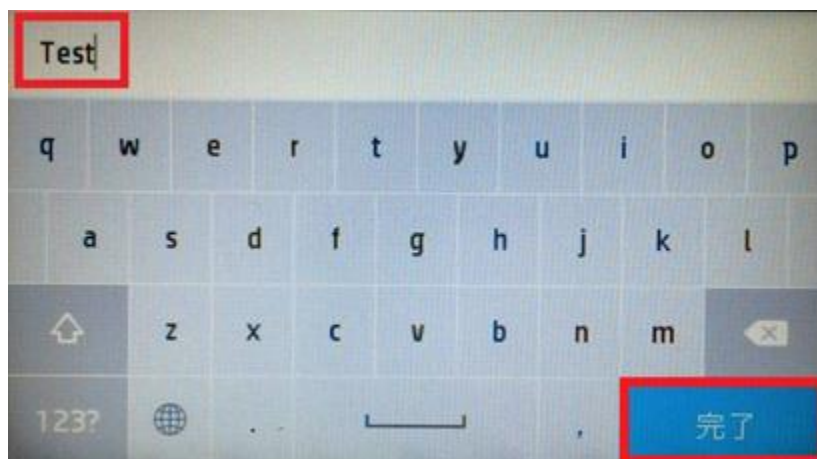 Test
q w e r t y u i o p
a s d f g h j k l
z x c v b n m
123? . , 完了